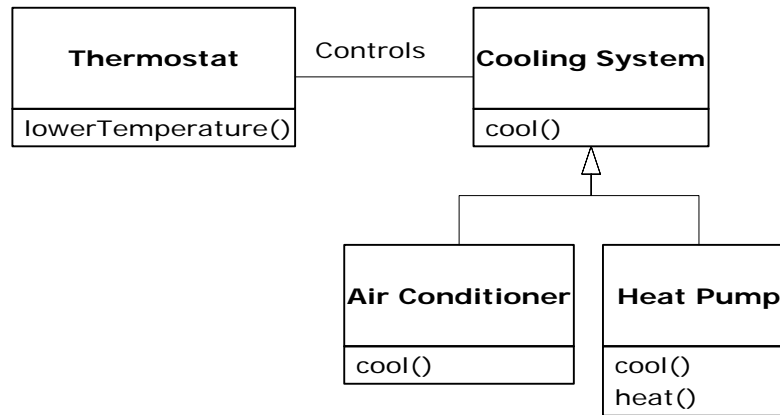 Thermostat
Controls
Cooling System
lowerTemperature()
cool()
Air Conditioner
Heat Pump
cool()
cool()
heat()